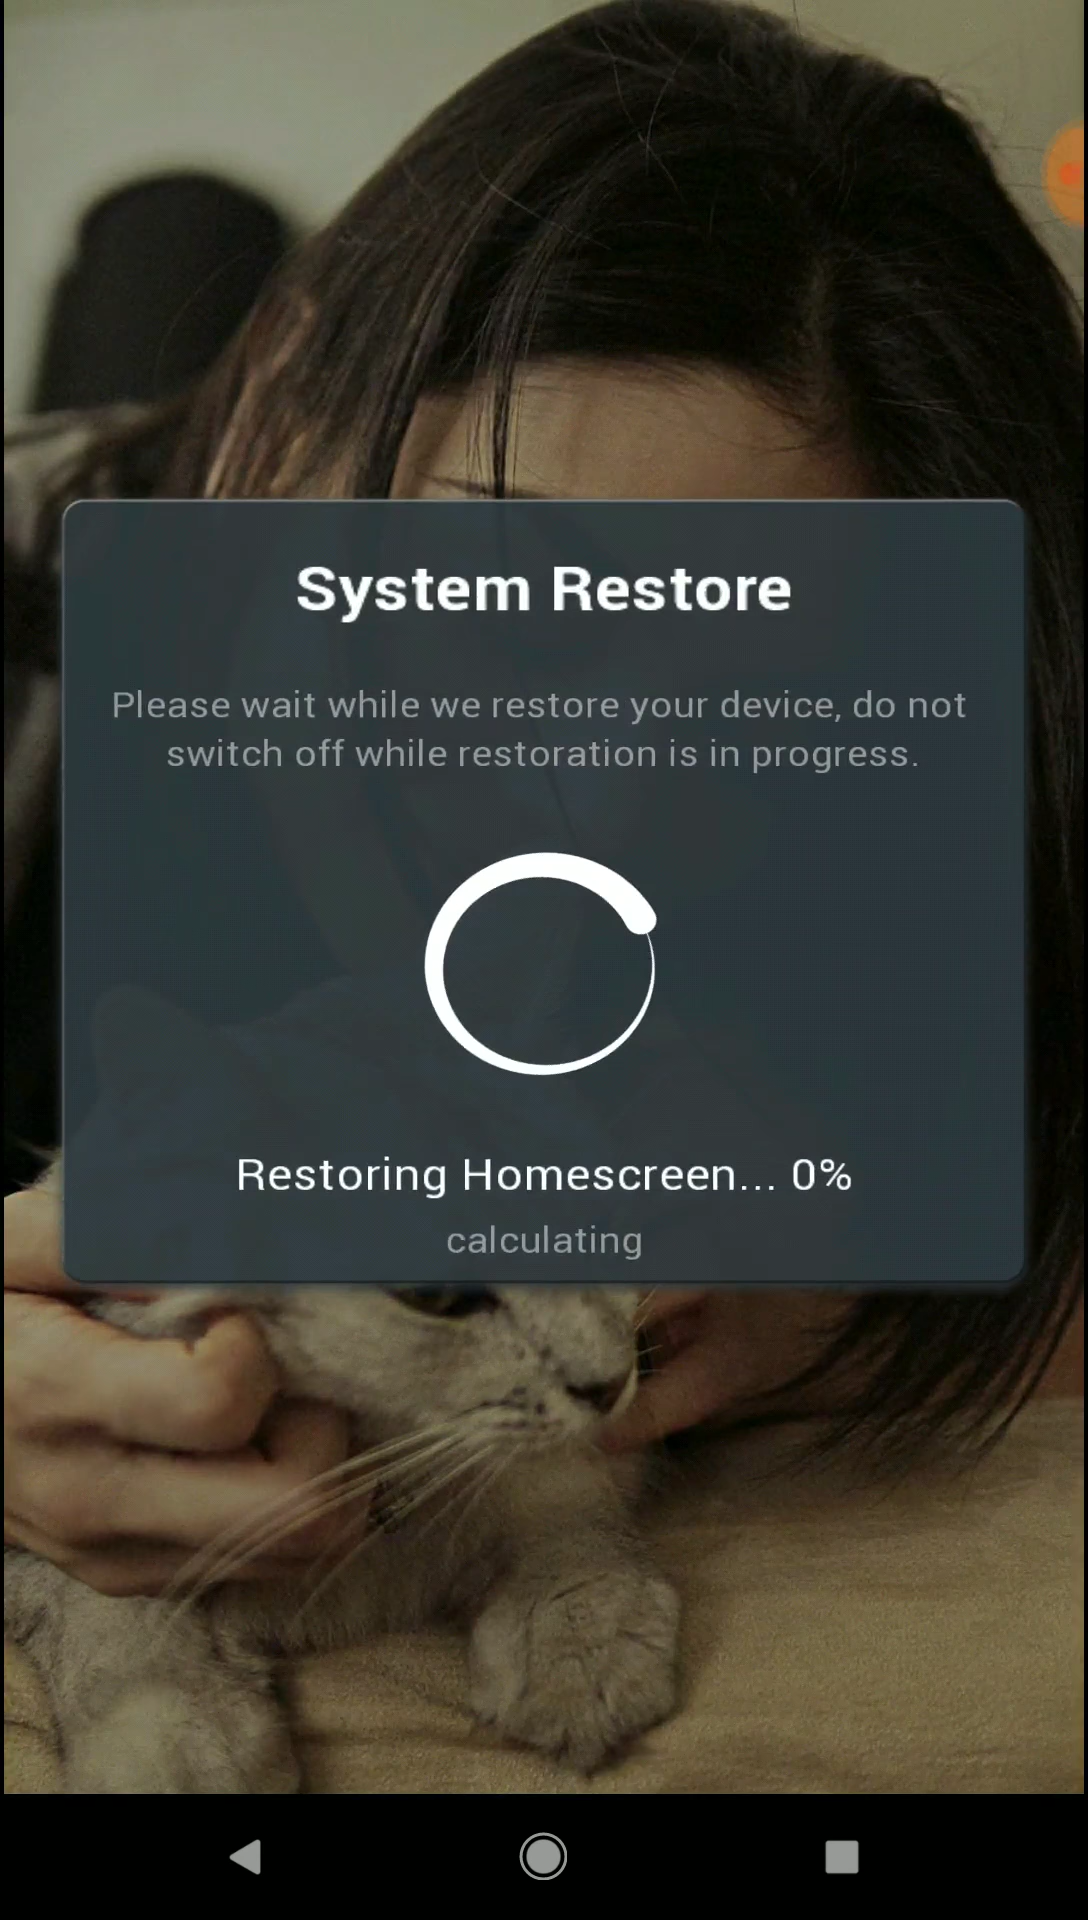 System Restore
Please wait while we restore your device, do not
switch off while restoration is in progress.
Restoring Homescreen... 0%
calculating